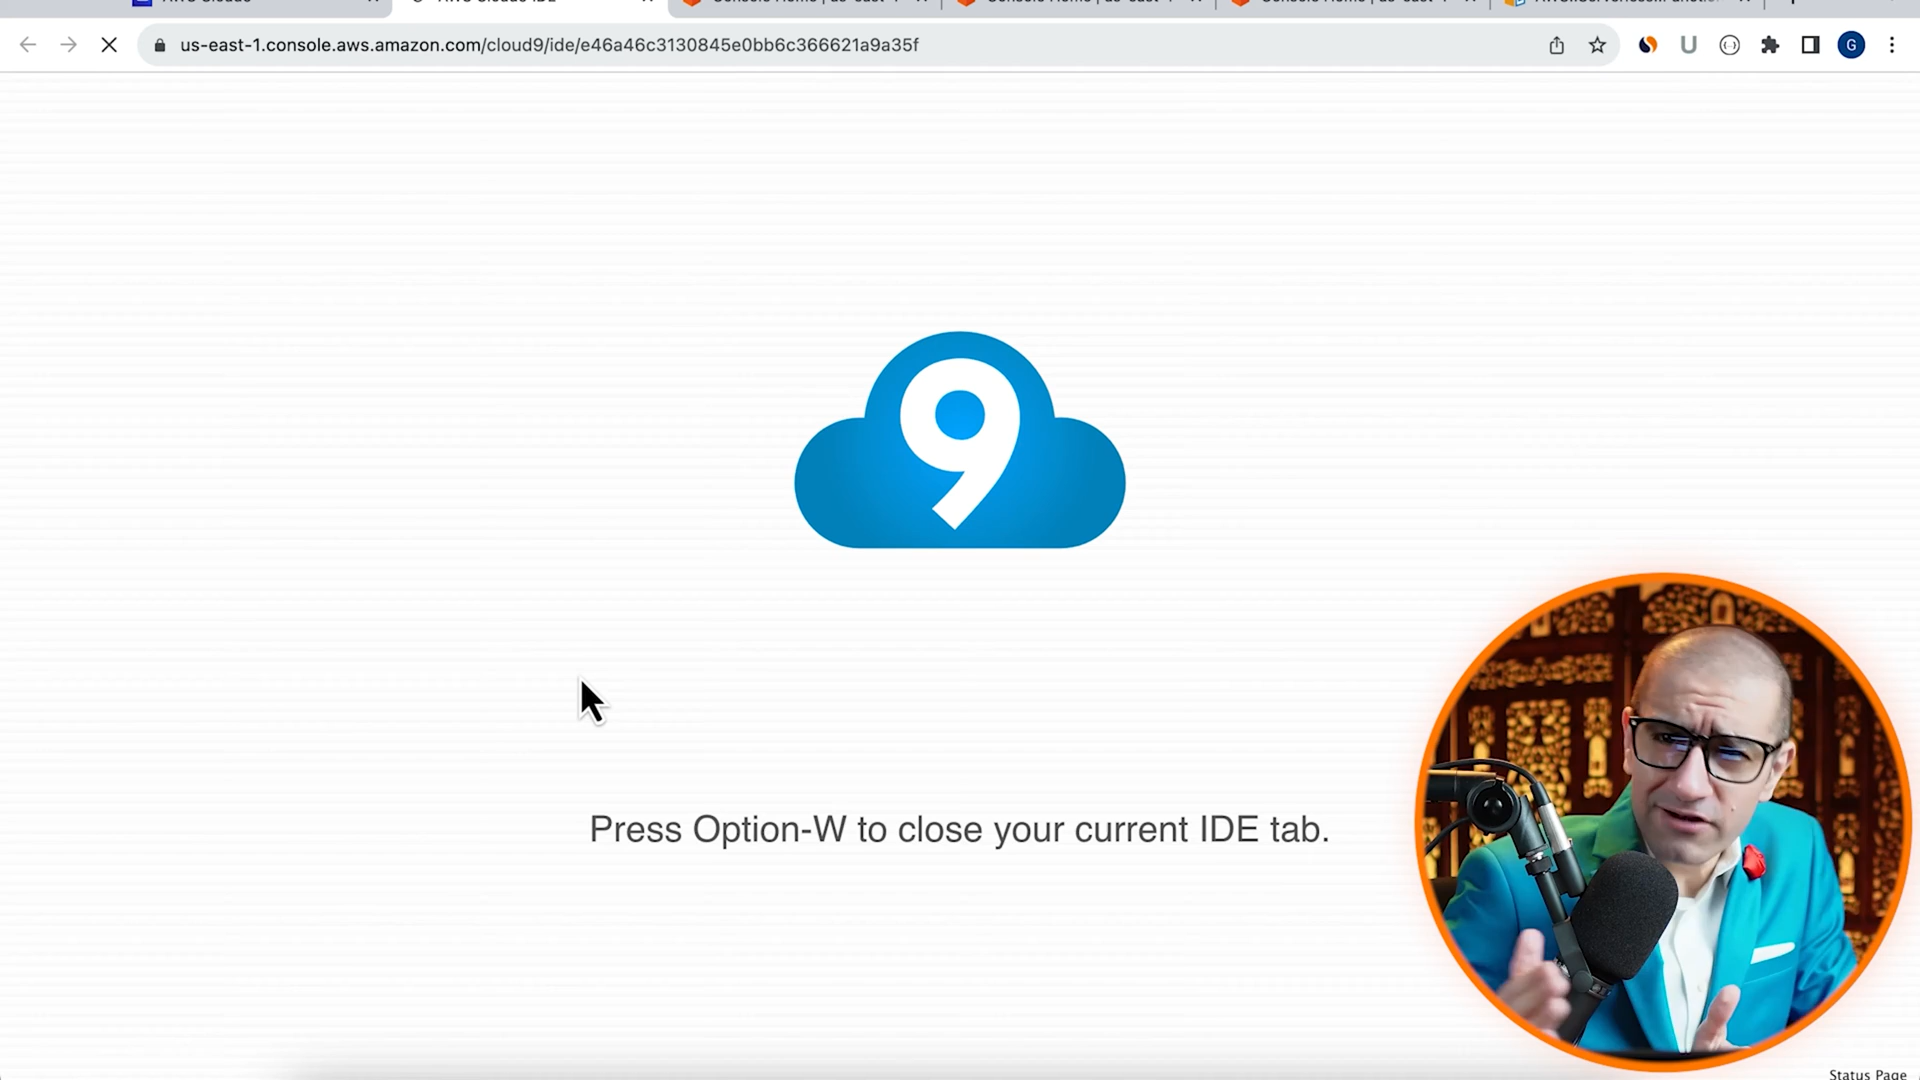 us-east-1.console.aws.amazon.com/cloud9/ide/e46a46c3130845e0bb6c366621a9a35f
U
G
9
Press Option-W to close your current IDE tab.
Status Page